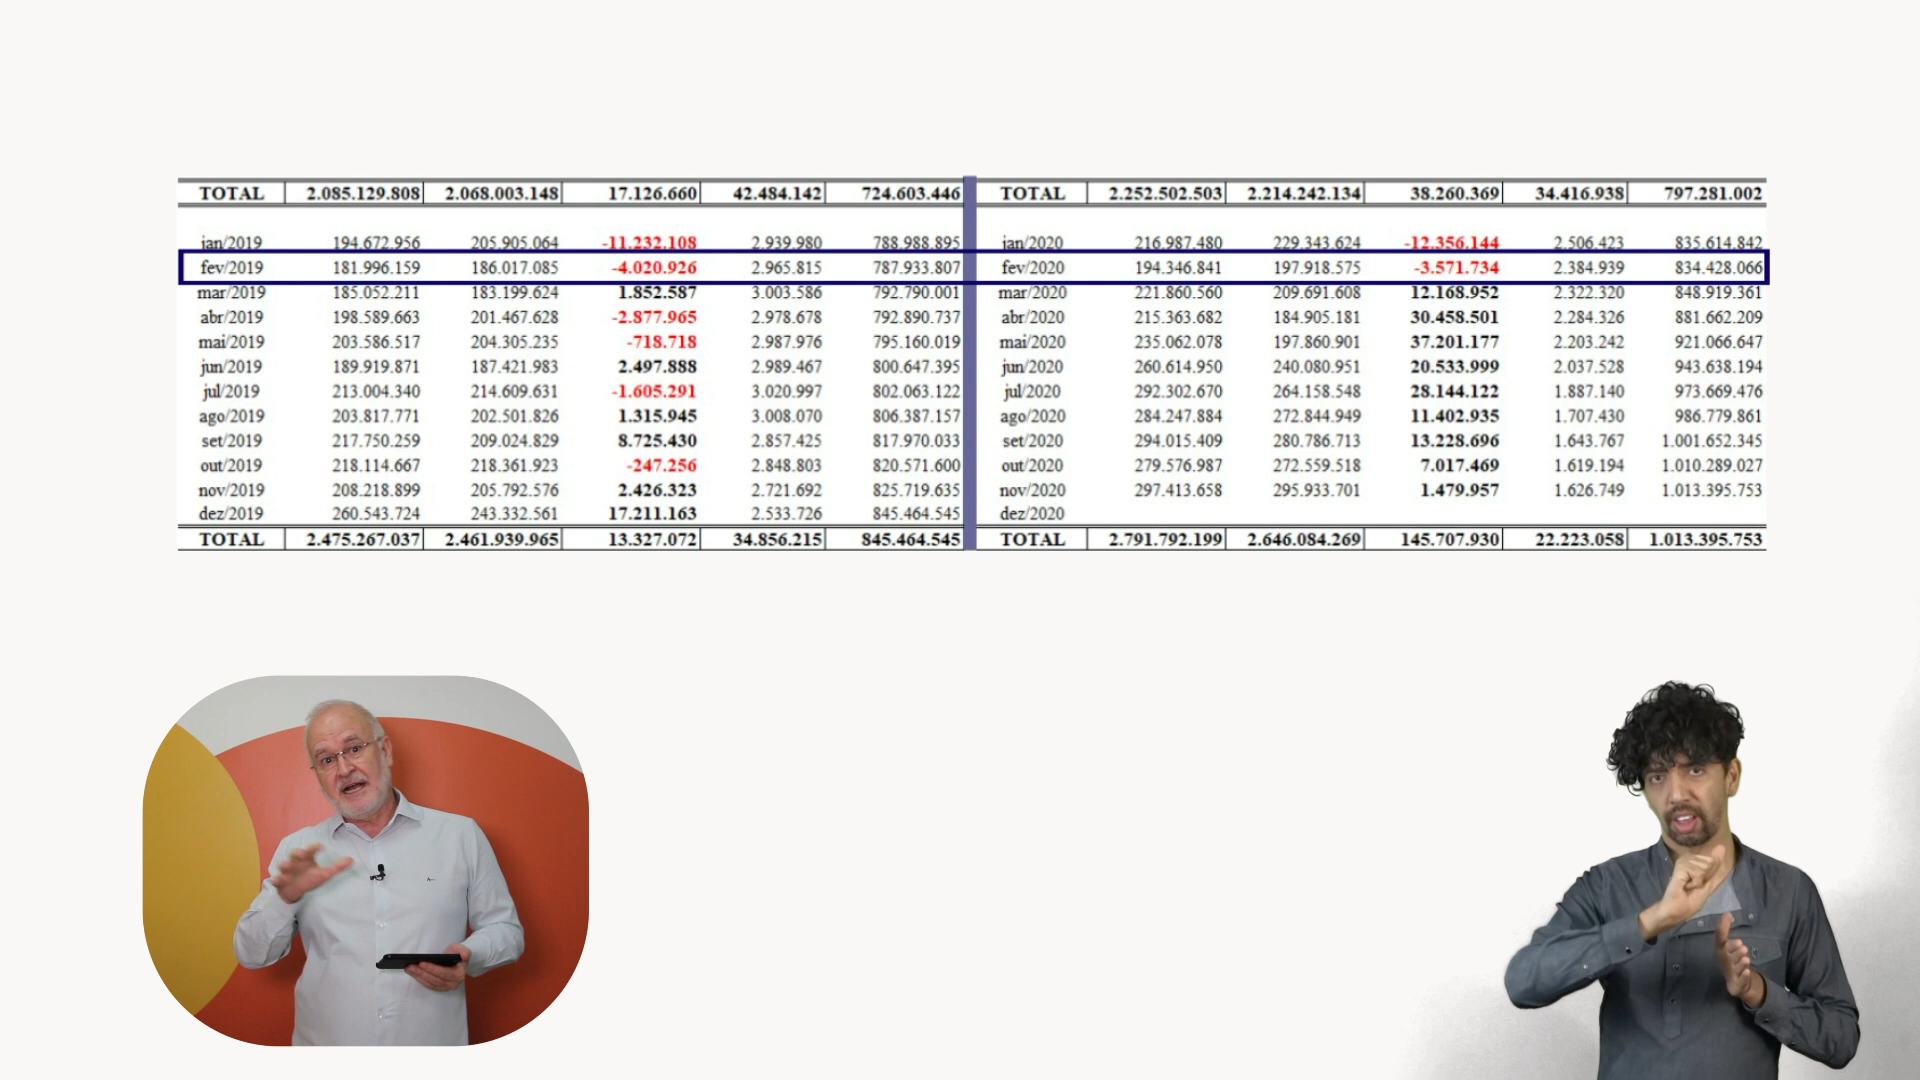 TOTAL 2.085.129.808 2.068.003.148 17.126.660 42.484.142 724.603.446 TOTAL 2.252.502.503 2.214.242.134 38.260.369 34.416.938 797.281.002
jan/2019 194.672.956 205.905.064 -11.232.108 2.939.980 788.988.895 jan/2020 216.987.480 229.343.624 -12.356.144 2.506.423 835.614.842
fev/2019 181.996.159 186.017.085 -4.020.926 2.965.815 787.933.807 fev/2020 194.346.841 197.918.575 -3.571.734 2.384.939 834.428.066
mar/2019 185.052.211 183.199.624 1.852.587 3.003.586 792.790.001 mar/2020 221.860.560 209.691.608 12.168.952 2.322.320 848.919.361
abr/2019 198.589.663 201.467.628 -2.877.965 2.978.678 792.890.737 abr/2020 215.363.682 184.905.181 30.458.501 2.284.326 881.662.209
mai/2019 203.586.517 204.305.235 -718.718 2.987.976 795.160.019 mai/2020 235.062.078 197.860.901 37.201.177 2.203.242 921.066.647
jun/2019 189.919.871 187.421.983 2.497.888 2.989.467 800.647.395 jun/2020 260.614.950 240.080.951 20.533.999 2.037.528 943.638.194
jul/2019 213.004.340 214.609.631 -1.605.291 3.020.997 802.063.122 jul/2020 292.302.670 264.158.548 28.144.122 1.887.140 973.669.476
ago/2019 203.817.771 202.501.826 1.315.945 3.008.070 806.387.157 ago/2020 284.247.884 272.844.949 11.402.935 1.707.430 986.779.861
set/2019 217.750.259 209.024.829 8.725.430 2.857.425 817.970.033 set/2020 294.015.409 280.786.713 13.228.696 1.643.767 1.001.652.345
out/2019 218.114.667 218.361.923 -247.256 2.848.803 820.571.600 out/2020 279.576.987 272.559.518 7.017.469 1.619.194 1.010.289.027
nov/2019 208.218.899 205.792.576 2.426.323 2.721.692 825.719.635 nov/2020 297.413.658 295.933.701 1.479.957 1.626.749 1.013.395.753
dez/2019 260.543.724 243.332.561 17.211.163 2.533.726 845.464.545 dez/2020
TOTAL 2.475.267.037 2.461.939.965 13.327.072 34.856.215 845.464.545 TOTAL 2.791.792.199 2.646.084.269 145.707.930 22.223.058 1.013.395.753